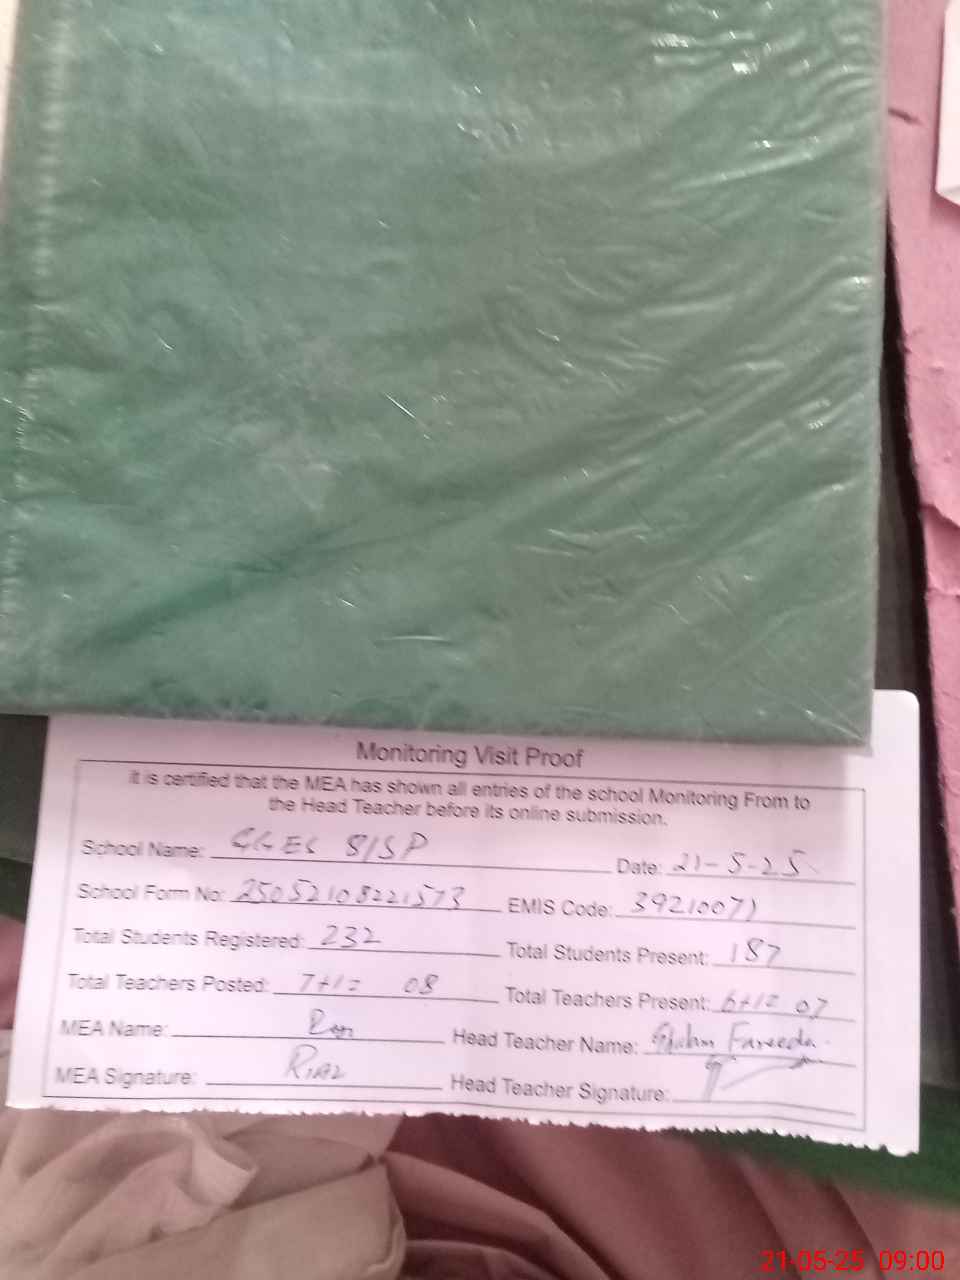 Monitoring Visit Proof
it is certified that the MEA has shown all entries of the school Monitoring From to
the Head Teacher before its online submission.
School Name: GGES 8/SP Date: 21-5-25
School Form No: 25052108221573 EMIS Code: 39210071
Total Students Registered: 232 Total Students Present: 187
Total Teachers Posted: 7+1= 08 Total Teachers Present: 6+1= 07
MEA Name: Head Teacher Name: Fareeda
MEA Signature: Riaz Head Teacher Signature:
21-05-25 09:00